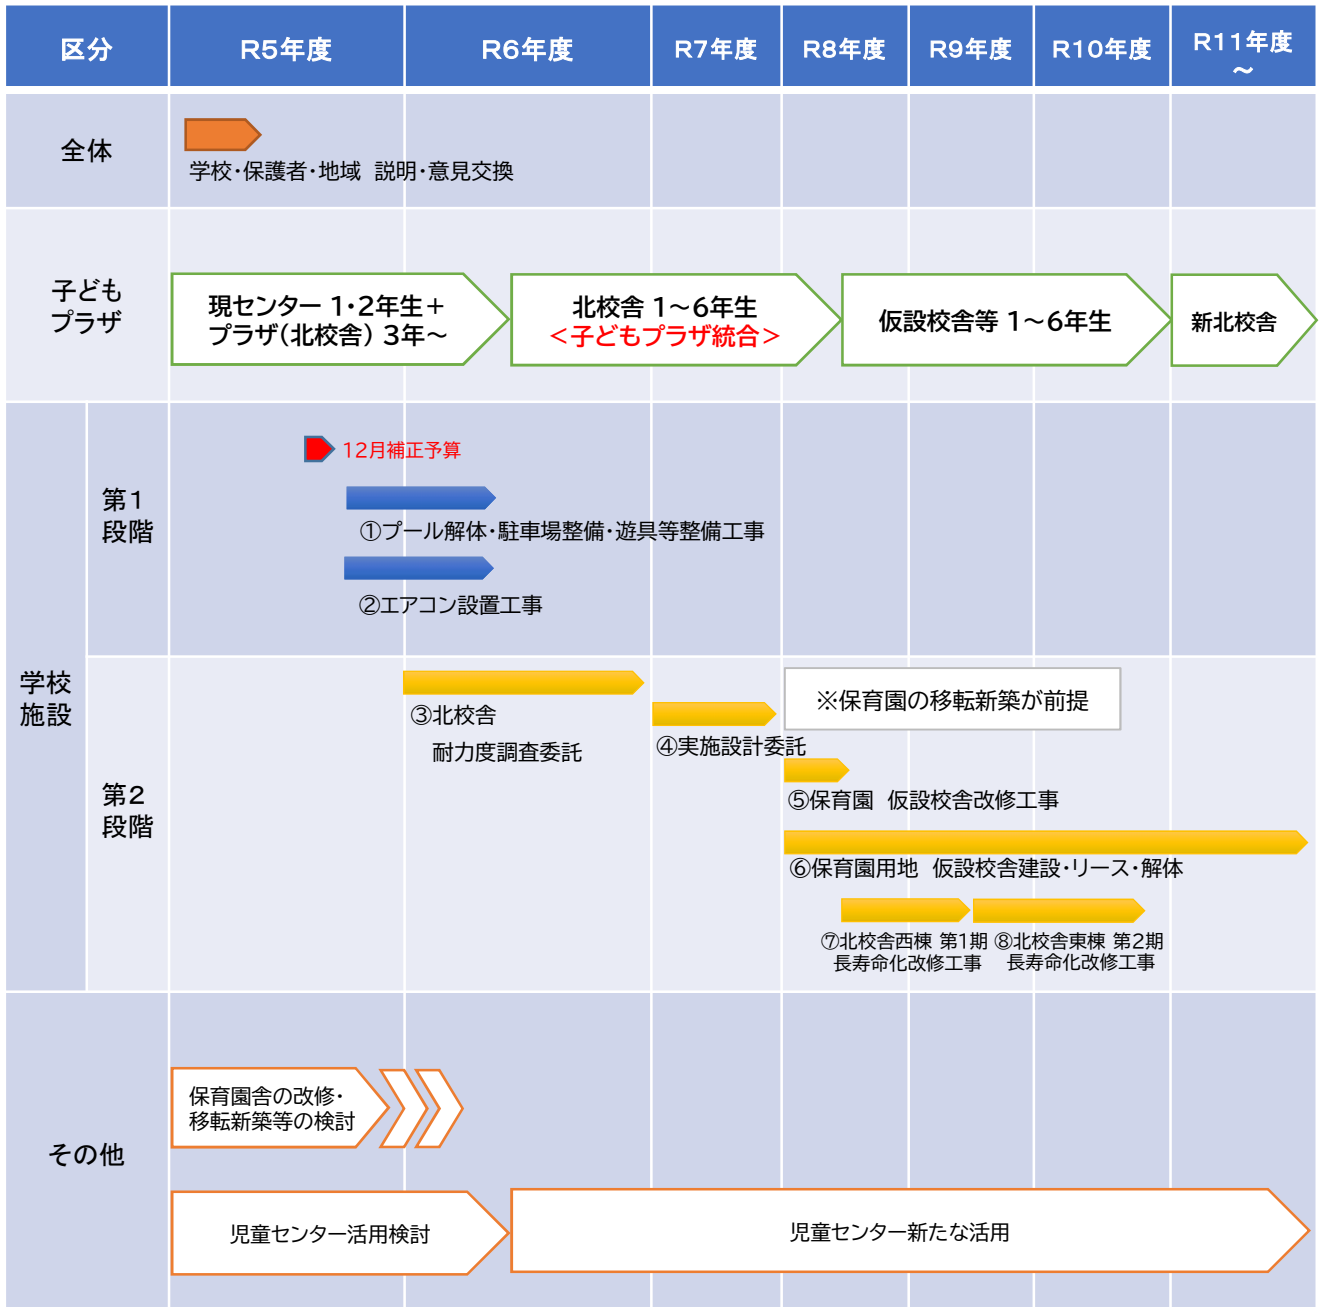 区分
R5年度
R6年度
R7年度
R8年度
R9年度
R10年度
R11年度
～
全体
学校・保護者・地域 説明・意見交換
子ども
プラザ
現センター 1・2年生＋
プラザ（北校舎） 3年～
北校舎 1～6年生
＜子どもプラザ統合＞
仮設校舎等 1～6年生
新北校舎
学校
施設
第1
段階
12月補正予算
①プール解体・駐車場整備・遊具等整備工事
②エアコン設置工事
第2
段階
③北校舎
耐力度調査委託
④実施設計委託
※保育園の移転新築が前提
⑤保育園 仮設校舎改修工事
⑥保育園用地 仮設校舎建設・リース・解体
⑦北校舎西棟 第1期
長寿命化改修工事
⑧北校舎東棟 第2期
長寿命化改修工事
その他
保育園舎の改修・
移転新築等の検討
児童センター活用検討
児童センター新たな活用